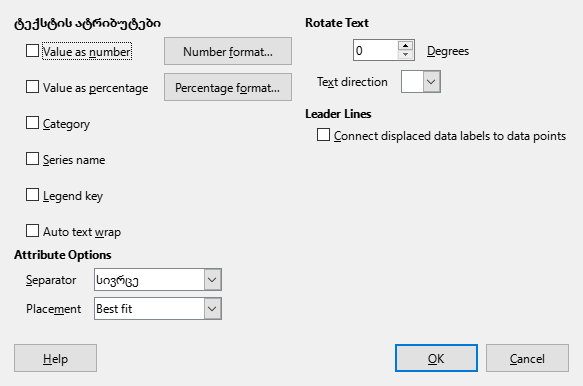 ტექსტის ატრიბუტები
Value as number
Number format...
Value as percentage
Percentage format...
Category
Series name
Legend key
Auto text wrap
Attribute Options
Separator
სივრცე
Placement
Best fit
Rotate Text
0
Degrees
Text direction
Leader Lines
Connect displaced data labels to data points
Help
OK
Cancel